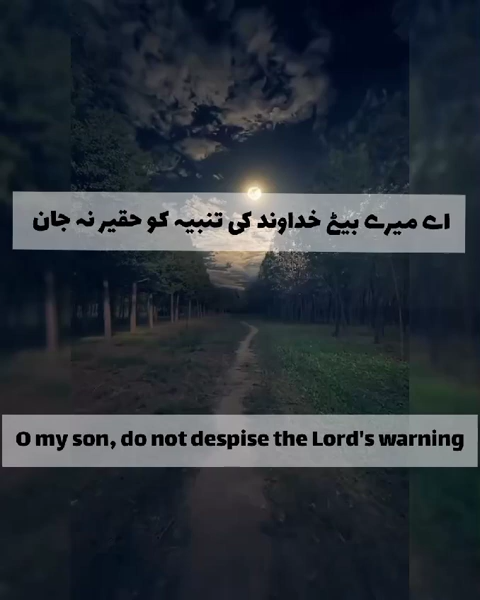 اے میرے بیٹے خداوند کی تنبیہ کو حقیر نہ جان
O my son, do not despise the Lord's warning